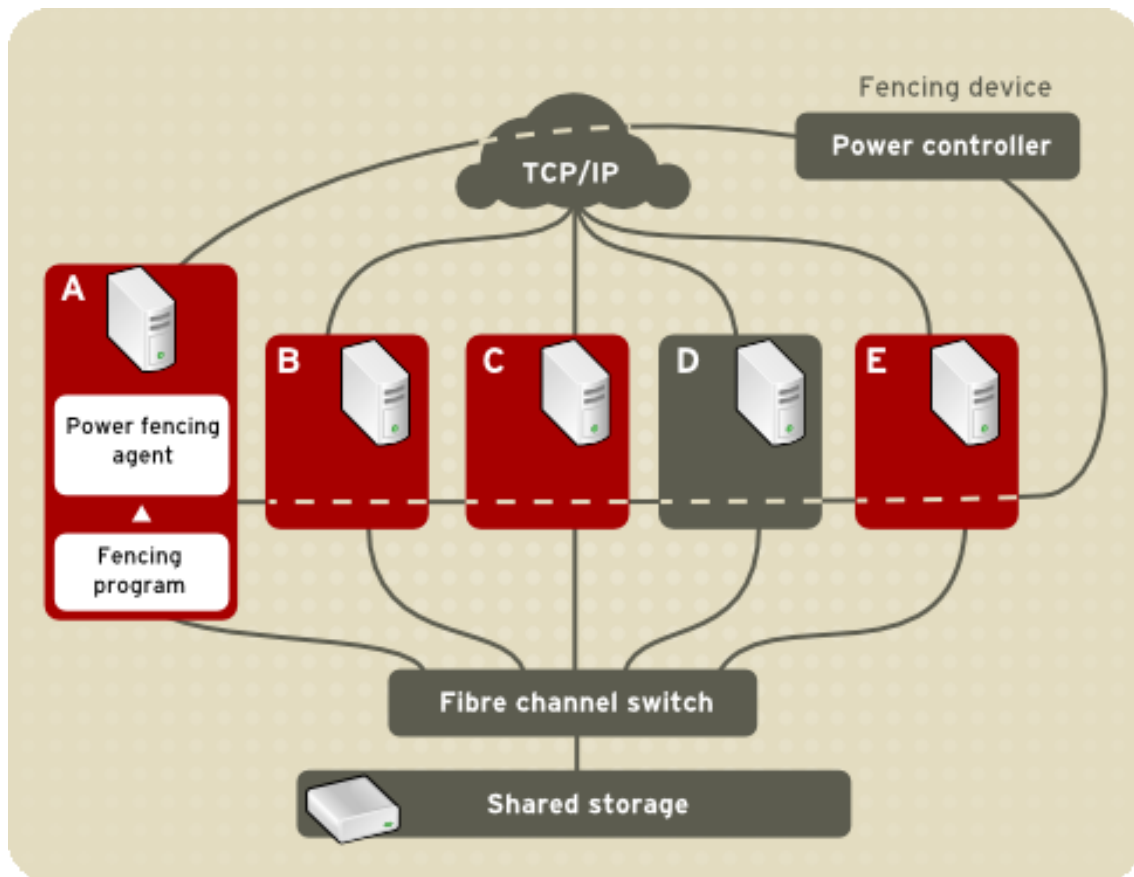 Fencing device
Power controller
TCP/IP
A
B
C
D
E
Power fencing
agent
Fencing
program
Fibre channel switch
Shared storage